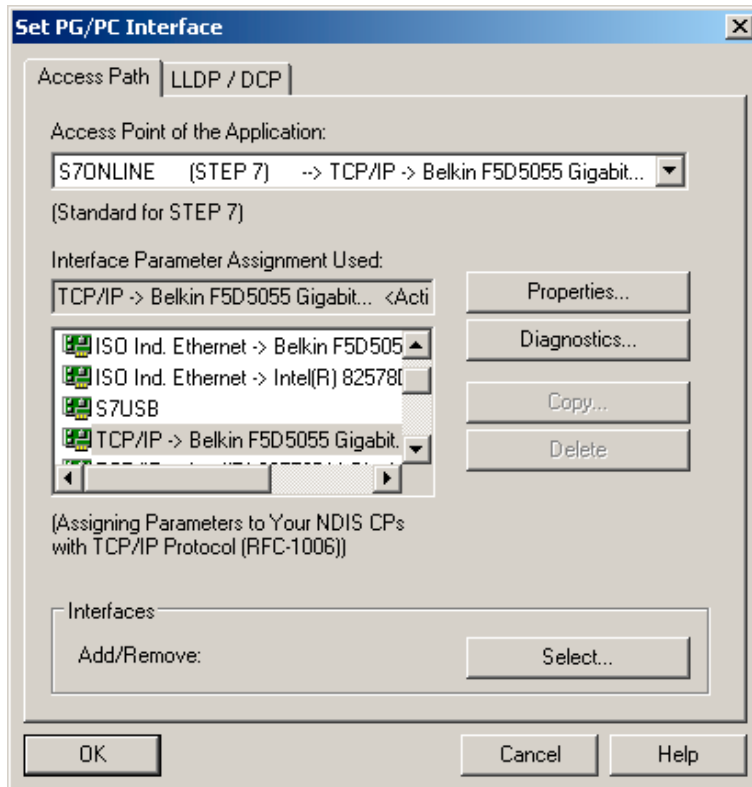 Set PG/PC Interface
Access Path
LLDP / DCP
Access Point of the Application:
S7ONLINE (STEP 7) --> TCP/IP -> Belkin F5D5055 Gigabit...
(Standard for STEP 7)
Interface Parameter Assignment Used:
TCP/IP -> Belkin F5D5055 Gigabit... <Acti
Properties...
Diagnostics...
ISO Ind. Ethernet -> Belkin F5D505
ISO Ind. Ethernet -> Intel(R) 82578D
S7USB
TCP/IP -> Belkin F5D5055 Gigabit.
Copy...
Delete
(Assigning Parameters to Your NDIS CPs
with TCP/IP Protocol (RFC-1006))
Interfaces
Add/Remove:
Select...
OK
Cancel
Help